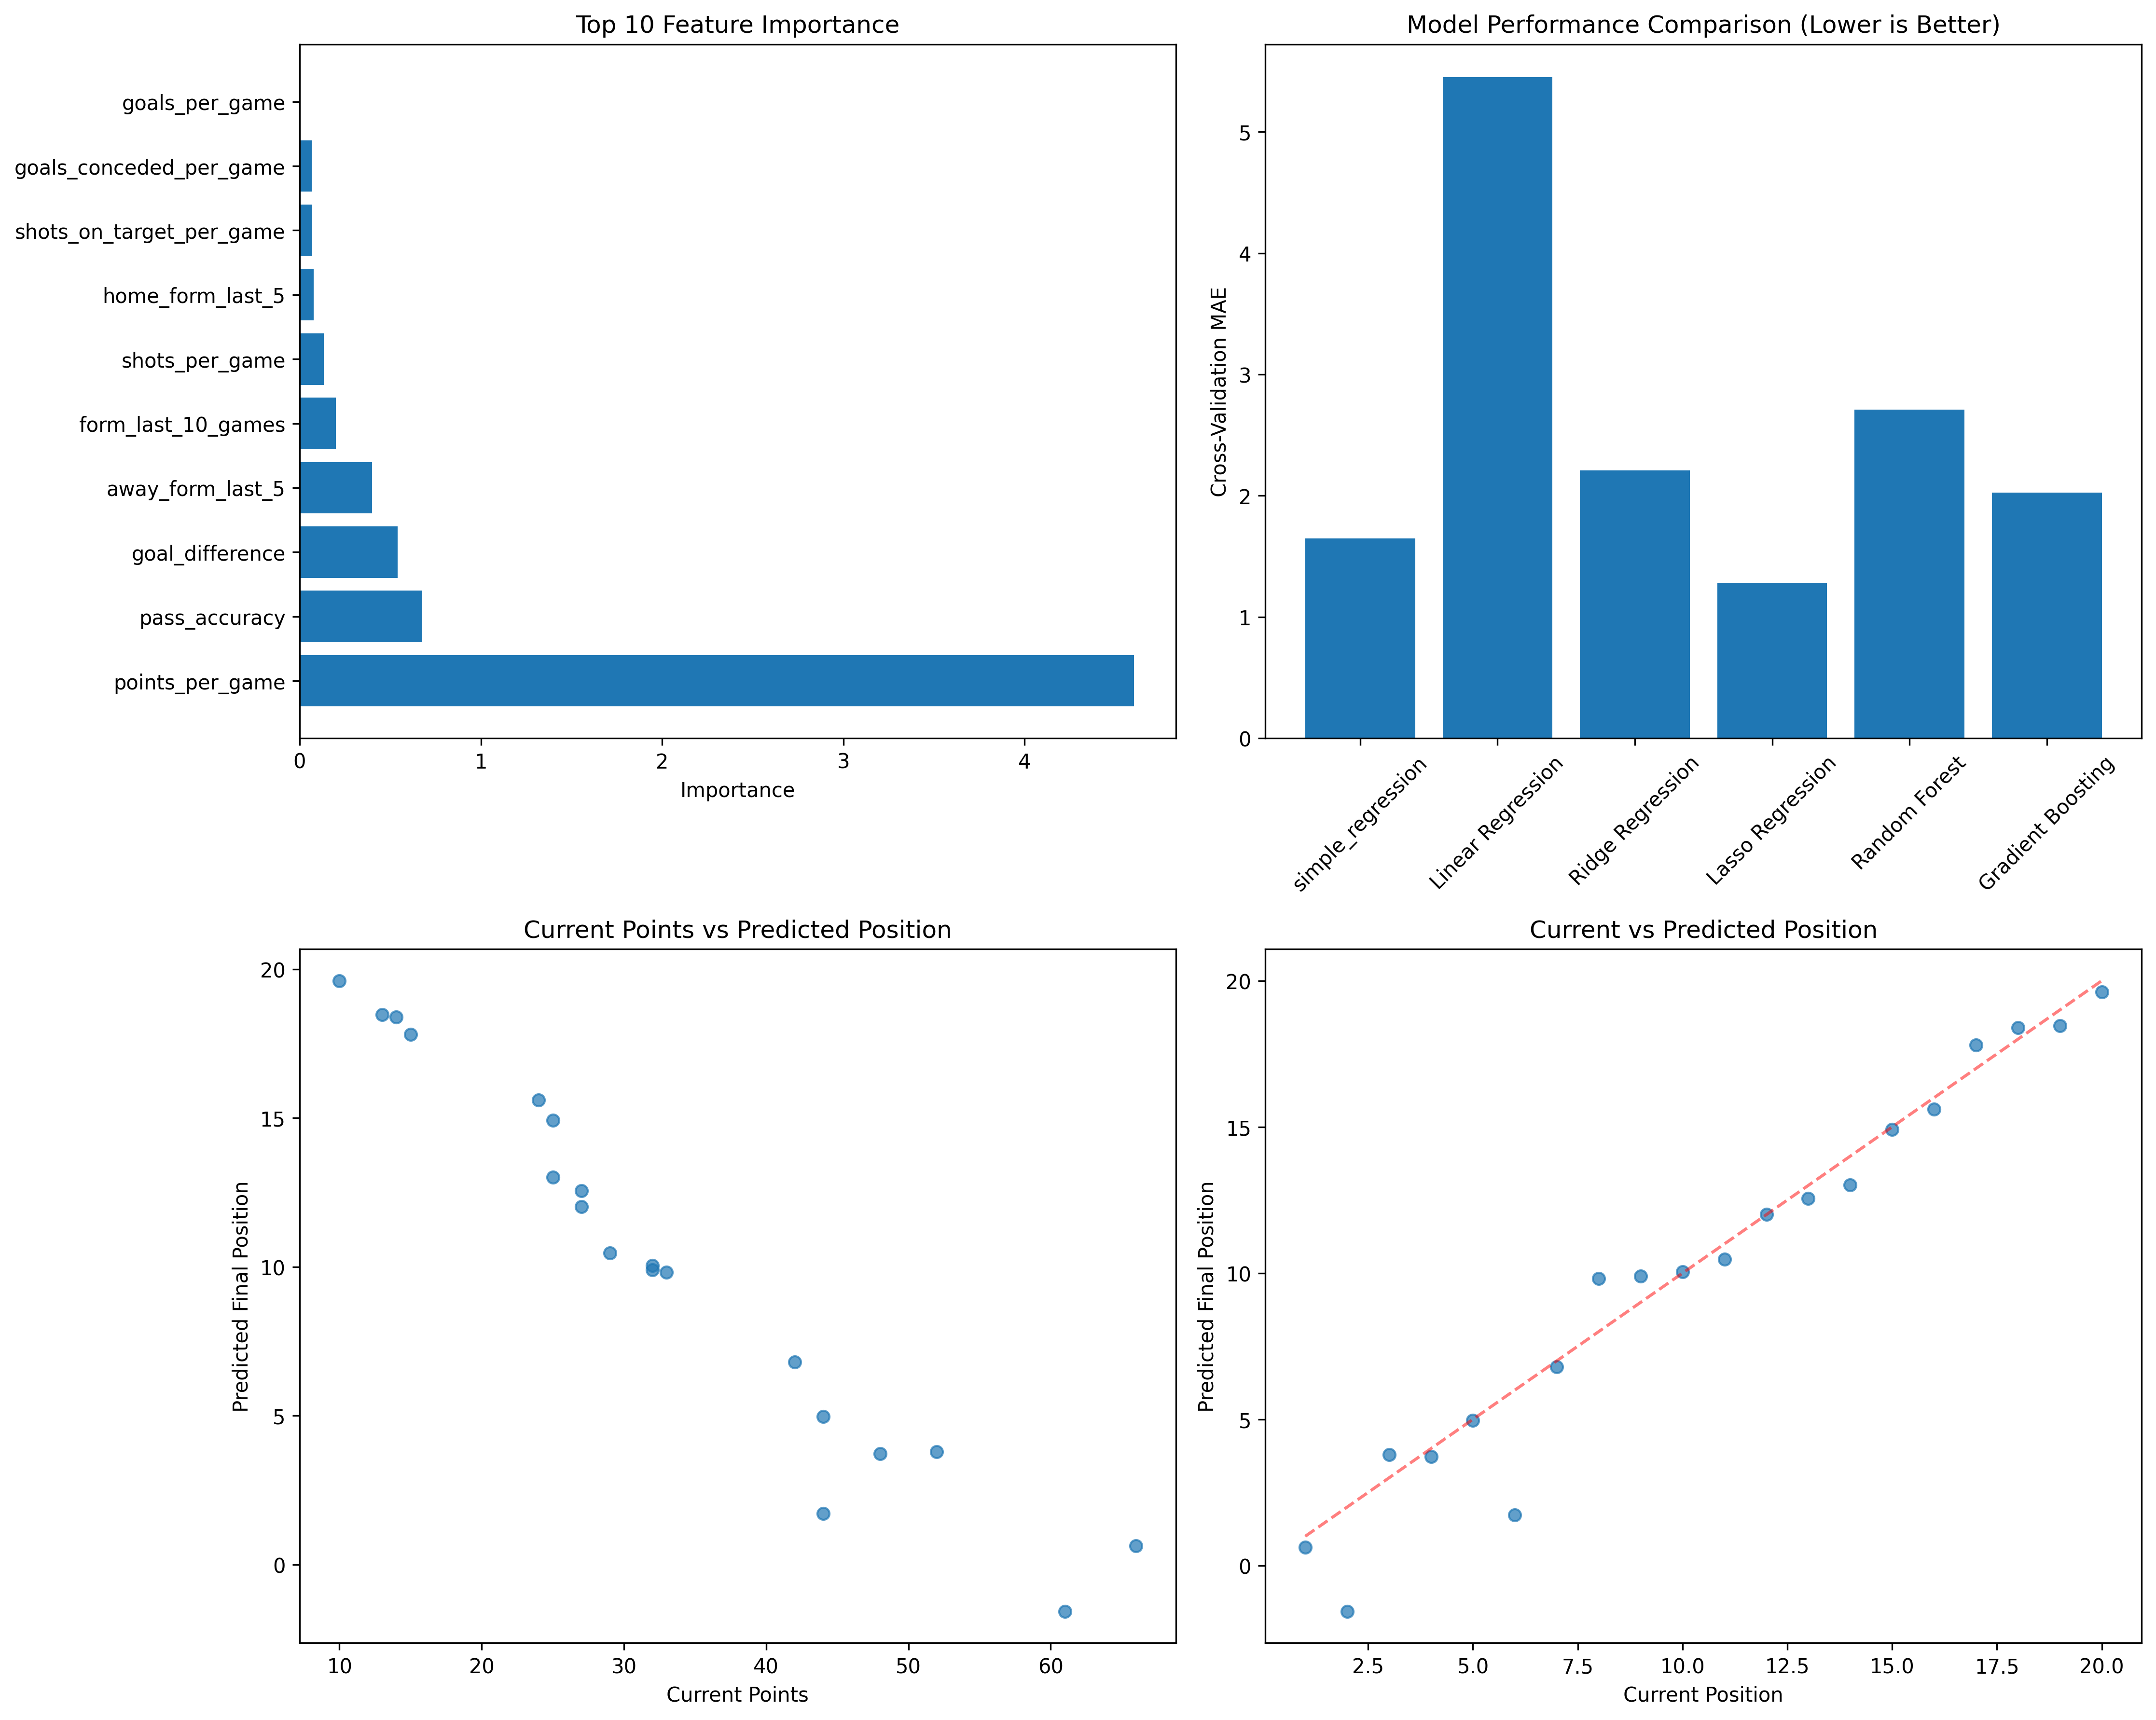 Top 10 Feature Importance
goals_per_game
goals_conceded_per_game
shots_on_target_per_game
home_form_last_5
shots_per_game
form_last_10_games
away_form_last_5
goal_difference
pass_accuracy
points_per_game
0 1 2 3 4
Importance
Model Performance Comparison (Lower is Better)
Cross-Validation MAE
5
4
3
2
1
0
simple_regression
Linear Regression
Ridge Regression
Lasso Regression
Random Forest
Gradient Boosting
Current Points vs Predicted Position
Predicted Final Position
20
15
10
5
0
10 20 30 40 50 60
Current Points
Current vs Predicted Position
Predicted Final Position
20
15
10
5
0
2.5 5.0 7.5 10.0 12.5 15.0 17.5 20.0
Current Position